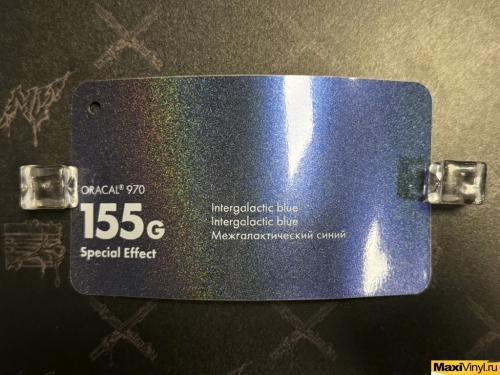 ORACAL® 970
155G
Special Effect
Intergalactic blue
Intergalactic blue
Межгалактический синий
MaxiVinyl.ru